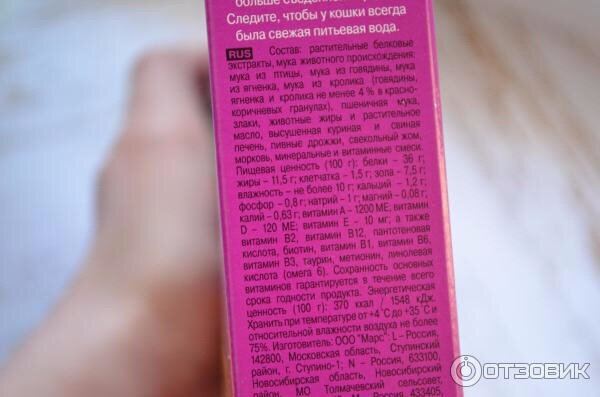 больше съеденно
Следите, чтобы у кошки всегда
была свежая питьевая вода.
RUS Состав: растительные белковые
экстракты, мука животного происхождения:
мука из птицы, мука из говядины, мука
из ягненка, мука из кролика (говядины,
ягненка и кролика не менее 4 % в красно-
коричневых гранулах), пшеничная мука,
злаки, животные жиры и растительное
масло, высушенная куриная и свиная
печень, пивные дрожжи, свекольный жом,
морковь, минеральные и витаминные смеси.
Пищевая ценность (100 г): белки – 36 г;
жиры – 11,5 г; клетчатка – 1,5 г; зола – 7,5 г;
влажность – не более 10 г; кальций – 1,2 г;
фосфор – 0,8 г; натрий – 1 г; магний – 0,08 г;
калий – 0,63 г; витамин А – 1200 МЕ; витамин
D – 120 МЕ; витамин Е – 10 мг; а также
витамин В2, витамин В12, пантотеновая
кислота, биотин, витамин В1, витамин В6,
витамин В3, таурин, метионин, линолевая
кислота (омега 6). Сохранность основных
витаминов гарантируется в течение всего
срока годности продукта. Энергетическая
ценность (100 г): 370 ккал / 1548 кДж.
Хранить при температуре от +4˚С до +35˚С и
относительной влажности воздуха не более
75%. Изготовитель: ООО "Марс": L – Россия,
142800, Московская область, Ступинский
район, г. Ступино-1; N – Россия, 633100,
Новосибирская область, Новосибирский
район, МО Толмачевский сельсовет,
М – Россия, 433405,
ОТЗОВИК